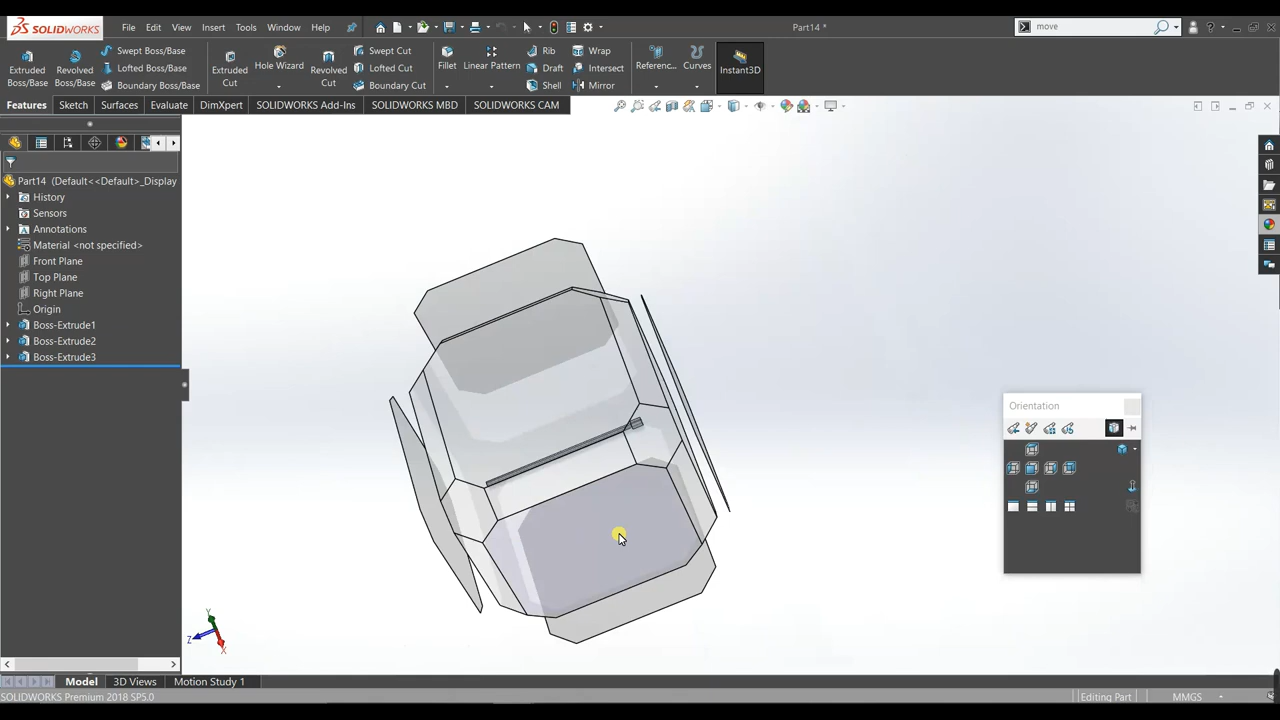 SOLIDWORKS File Edit View Insert Tools Window Help Part14 * move
Extruded Boss/Base
Revolved Boss/Base
Swept Boss/Base
Lofted Boss/Base
Boundary Boss/Base
Extruded Cut
Hole Wizard
Revolved Cut
Swept Cut
Lofted Cut
Boundary Cut
Fillet
Linear Pattern
Rib
Draft
Shell
Wrap
Intersect
Mirror
Referenc...
Curves
Instant3D
Features Sketch Surfaces Evaluate DimXpert SOLIDWORKS Add-Ins SOLIDWORKS MBD SOLIDWORKS CAM
Part14 (Default<<Default>_Display
History
Sensors
Annotations
Material <not specified>
Front Plane
Top Plane
Right Plane
Origin
Boss-Extrude1
Boss-Extrude2
Boss-Extrude3
Orientation
Y
Z
X
Model 3D Views Motion Study 1
SOLIDWORKS Premium 2018 SP5.0 Editing Part MMGS